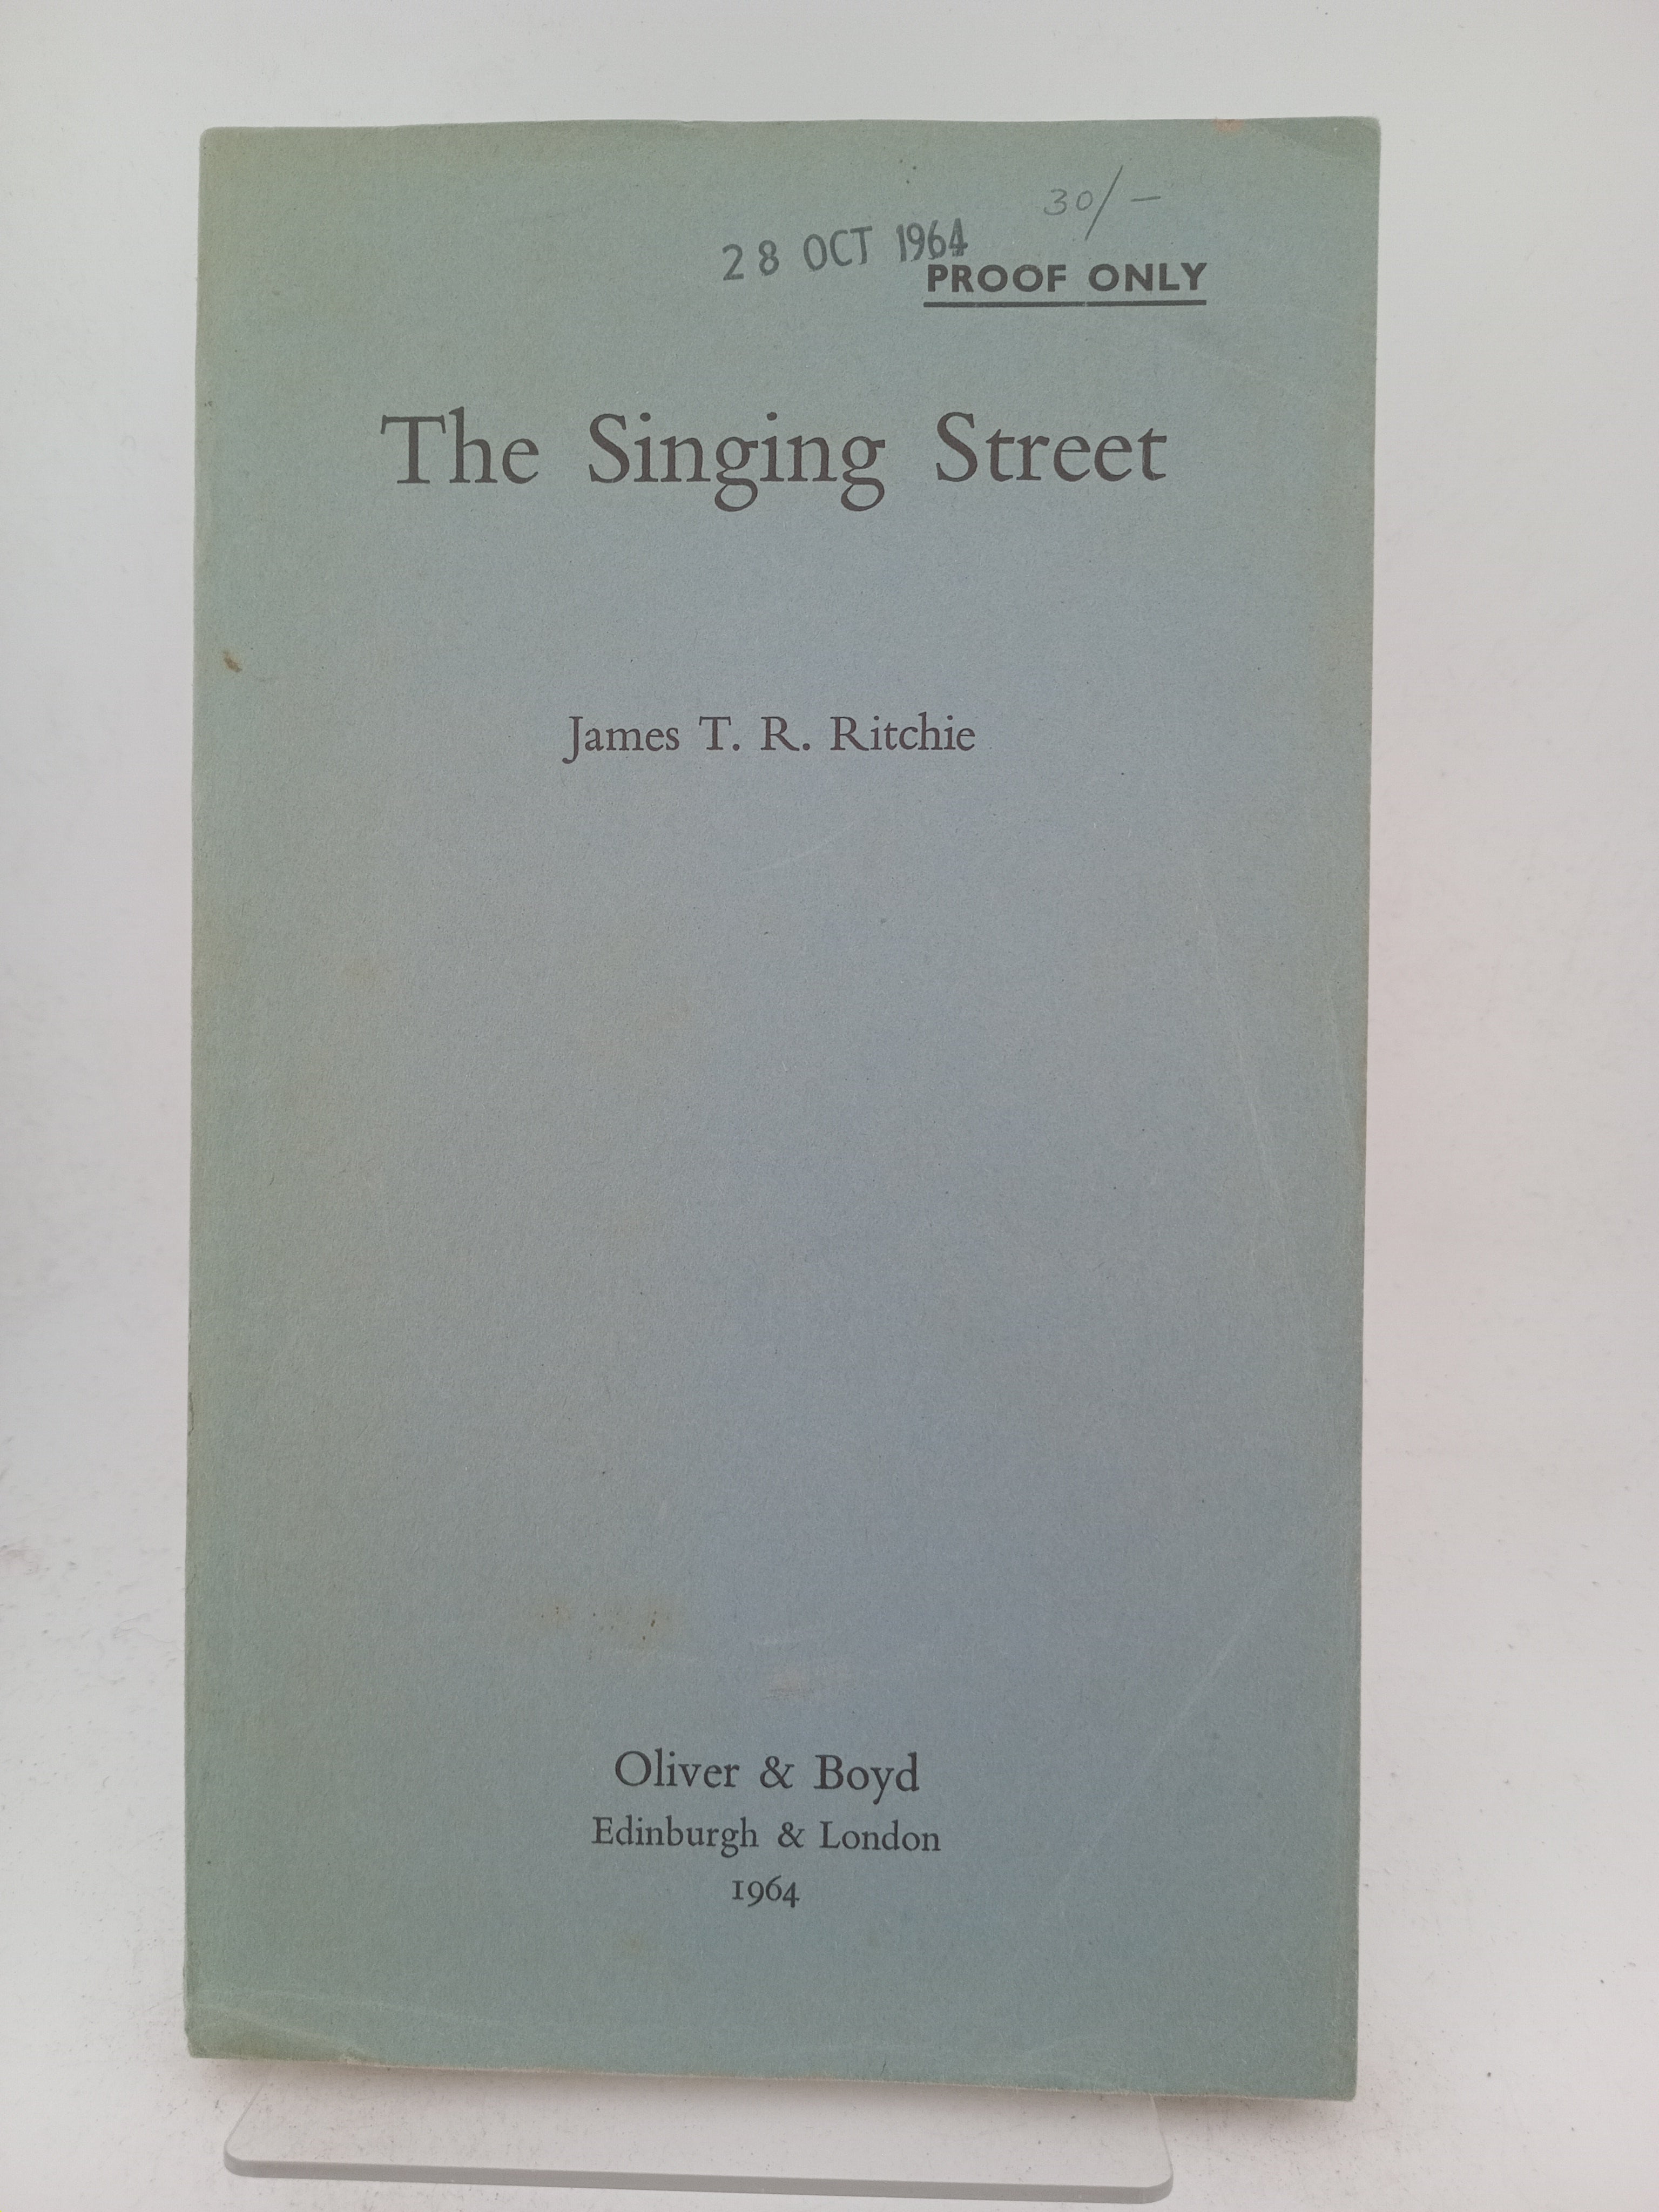 30/-
28 OCT 1964
PROOF ONLY
The Singing Street
James T. R. Ritchie
Oliver & Boyd
Edinburgh & London
1964